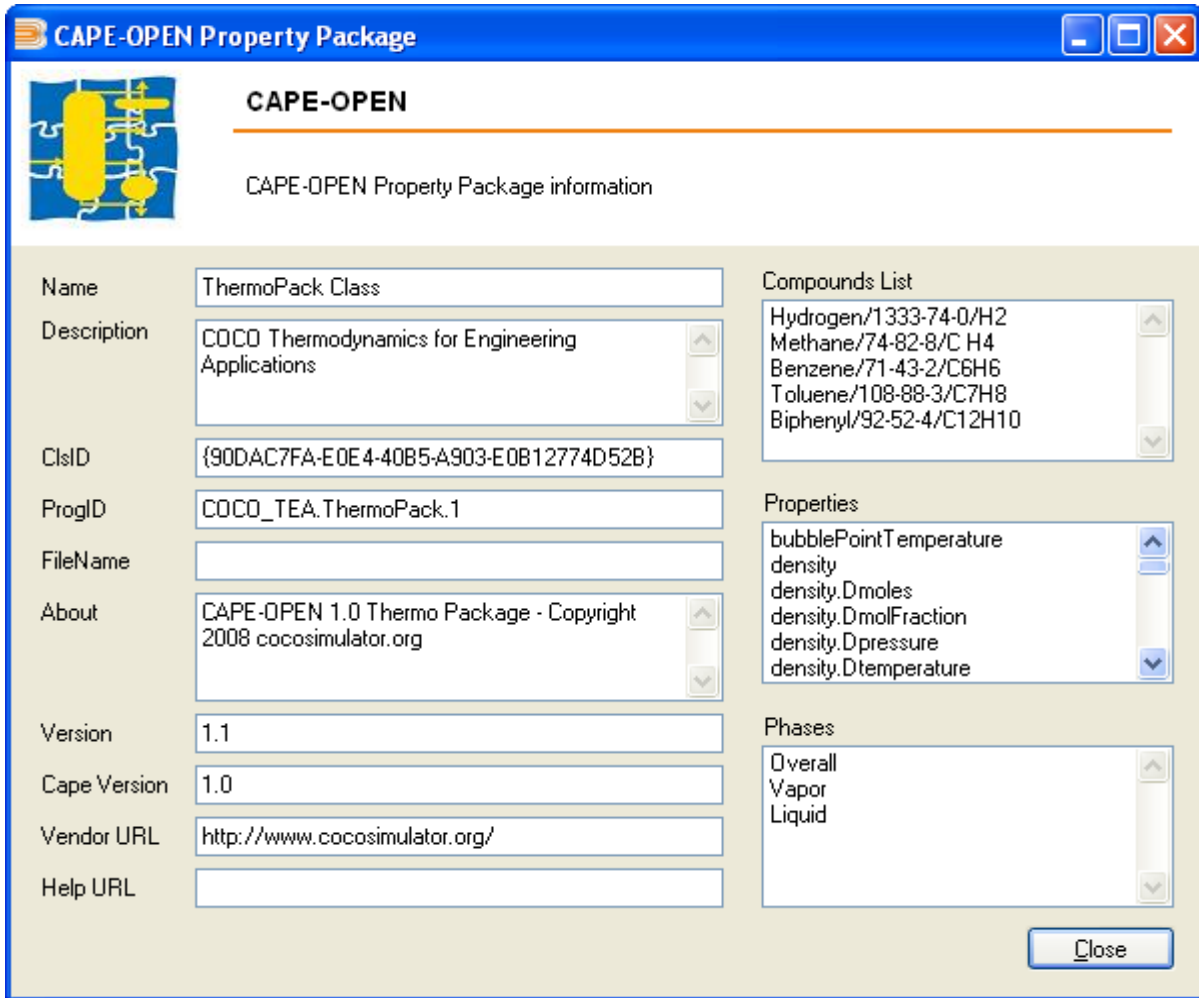 CAPE-OPEN Property Package
CAPE-OPEN
CAPE-OPEN Property Package information
Name
ThermoPack Class
Description
COCO Thermodynamics for Engineering
Applications
ClsID
{90DAC7FA-E0E4-40B5-A903-E0B12774D52B}
ProgID
COCO_TEA.ThermoPack.1
FileName
About
CAPE-OPEN 1.0 Thermo Package - Copyright
2008 cocosimulator.org
Version
1.1
Cape Version
1.0
Vendor URL
http://www.cocosimulator.org/
Help URL
Compounds List
Hydrogen/1333-74-0/H2
Methane/74-82-8/C H4
Benzene/71-43-2/C6H6
Toluene/108-88-3/C7H8
Biphenyl/92-52-4/C12H10
Properties
bubblePointTemperature
density
density.Dmoles
density.DmolFraction
density.Dpressure
density.Dtemperature
Phases
Overall
Vapor
Liquid
Close